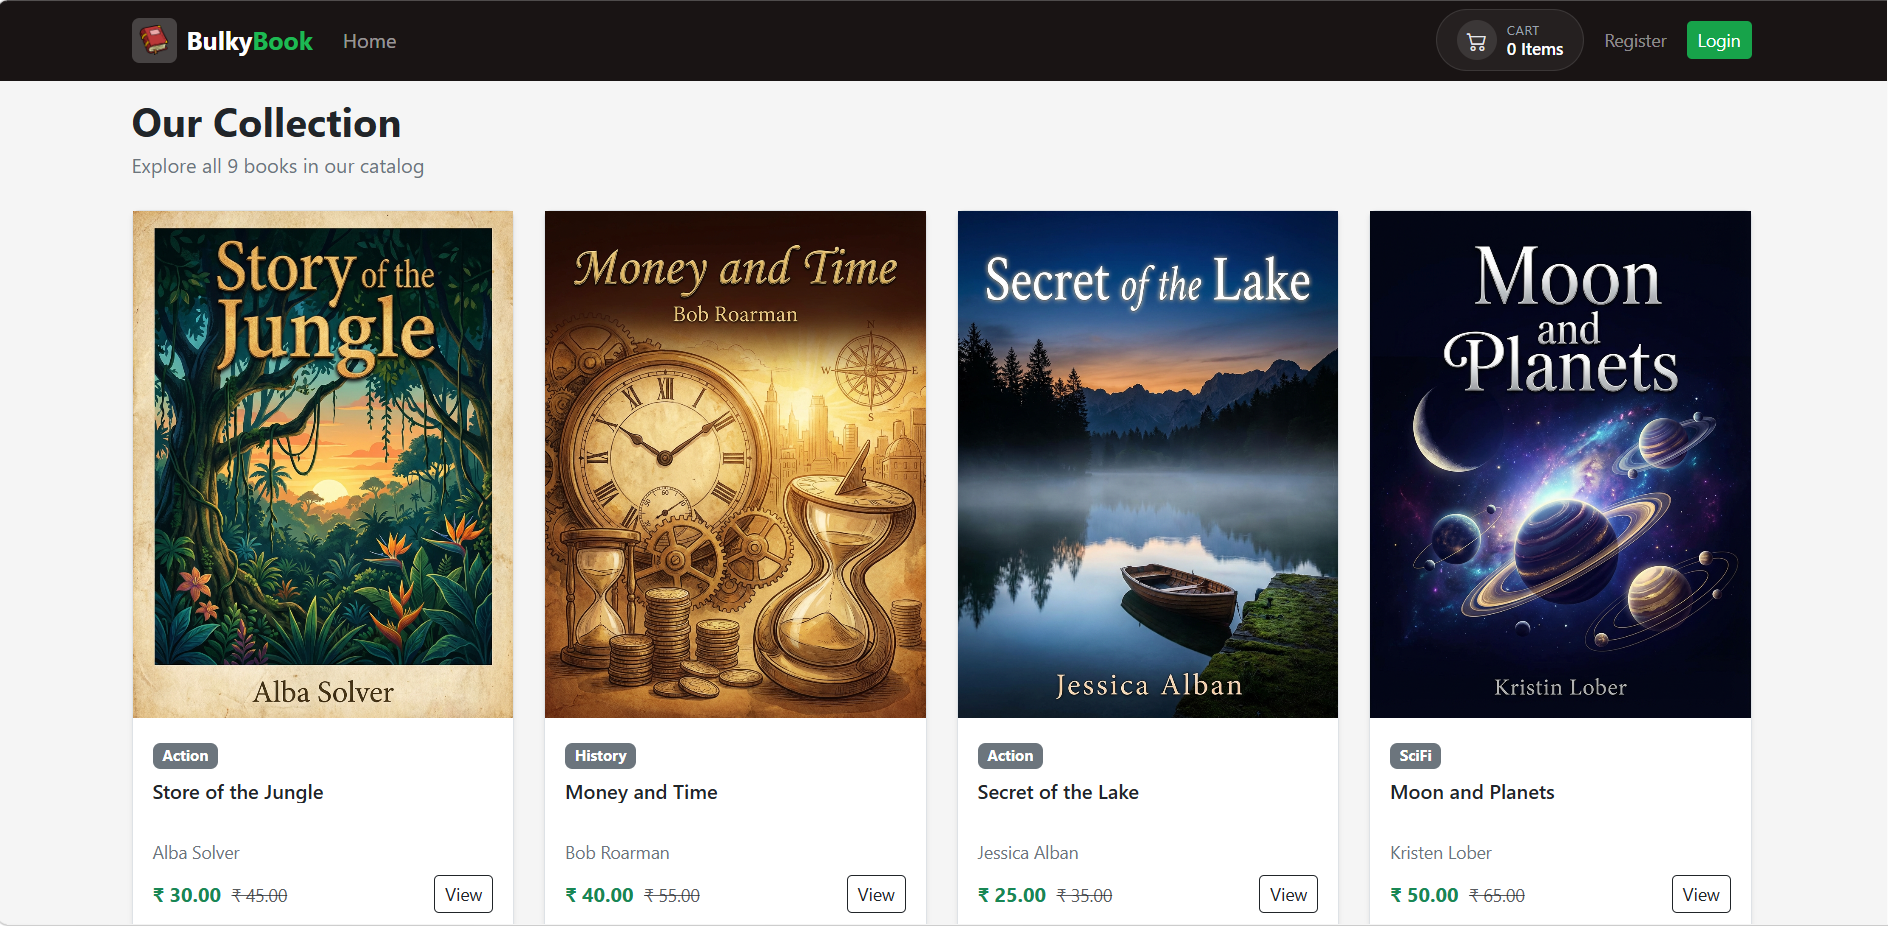 BulkyBook
Home
CART
0 Items
Register
Login
Our Collection
Explore all 9 books in our catalog
Story of the
Jungle
Alba Solver
Money and Time
Bob Roarman
N
W
E
S
XII
60
Secret of the Lake
Jessica Alban
Moon
and
Planets
Kristin Lober
Action
Store of the Jungle
Alba Solver
₹ 30.00 ₹ 45.00
View
History
Money and Time
Bob Roarman
₹ 40.00 ₹ 55.00
View
Action
Secret of the Lake
Jessica Alban
₹ 25.00 ₹ 35.00
View
SciFi
Moon and Planets
Kristen Lober
₹ 50.00 ₹ 65.00
View